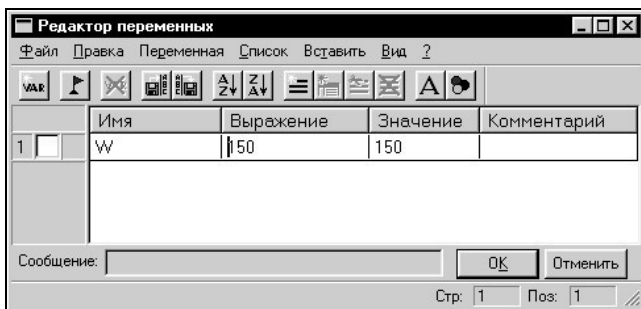 Редактор переменных
Файл Правка Переменная Список Вставить Вид ?
VAR A Z Z A A
Имя Выражение Значение Комментарий
1 W 150 150
Сообщение: OK Отменить
Стр: 1 Поз: 1